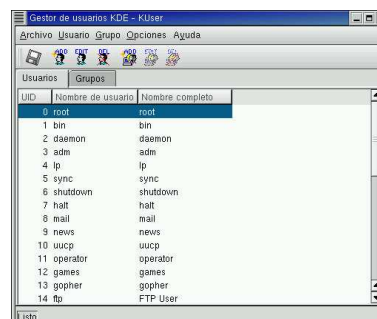 Gestor de usuarios KDE - KUser
Archivo Usuario Grupo Opciones Ayuda
ADD EDIT DEL ADD EDIT DEL
Usuarios Grupos
UID Nombre de usuario Nombre completo
0 root root
1 bin bin
2 daemon daemon
3 adm adm
4 lp lp
5 sync sync
6 shutdown shutdown
7 halt halt
8 mail mail
9 news news
10 uucp uucp
11 operator operator
12 games games
13 gopher gopher
14 ftp FTP User
Listo